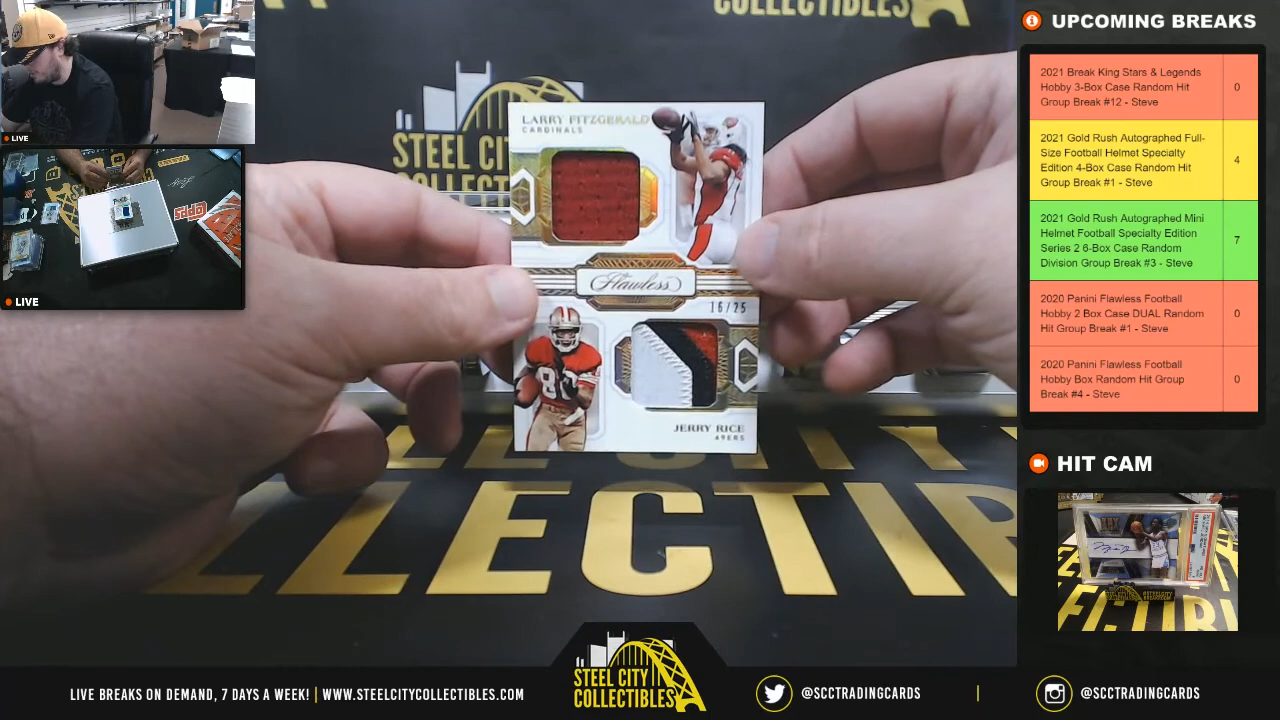 COLLECTIBLES
UPCOMING BREAKS
2021 Break King Stars & Legends
Hobby 3-Box Case Random Hit
Group Break #12 - Steve
0
2021 Gold Rush Autographed Full-
Size Football Helmet Specialty
Edition 4-Box Case Random Hit
Group Break #1 - Steve
4
2021 Gold Rush Autographed Mini
Helmet Football Specialty Edition
Series 2 6-Box Case Random
Division Group Break #3 - Steve
7
2020 Panini Flawless Football
Hobby 2 Box Case DUAL Random
Hit Group Break #1 - Steve
0
2020 Panini Flawless Football
Hobby Box Random Hit Group
Break #4 - Steve
0
LIVE
LIVE
topps
STEEL CIT
COLLECT
LARRY FITZGERALD
CARDINALS
Flawless
16/25
80
JERRY RICE
49ERS
LLECTIB
HIT CAM
LIVE BREAKS ON DEMAND, 7 DAYS A WEEK! | WWW.STEELCITYCOLLECTIBLES.COM
STEEL CITY
COLLECTIBLES
@SCCTRADINGCARDS
|
@SCCTRADINGCARDS